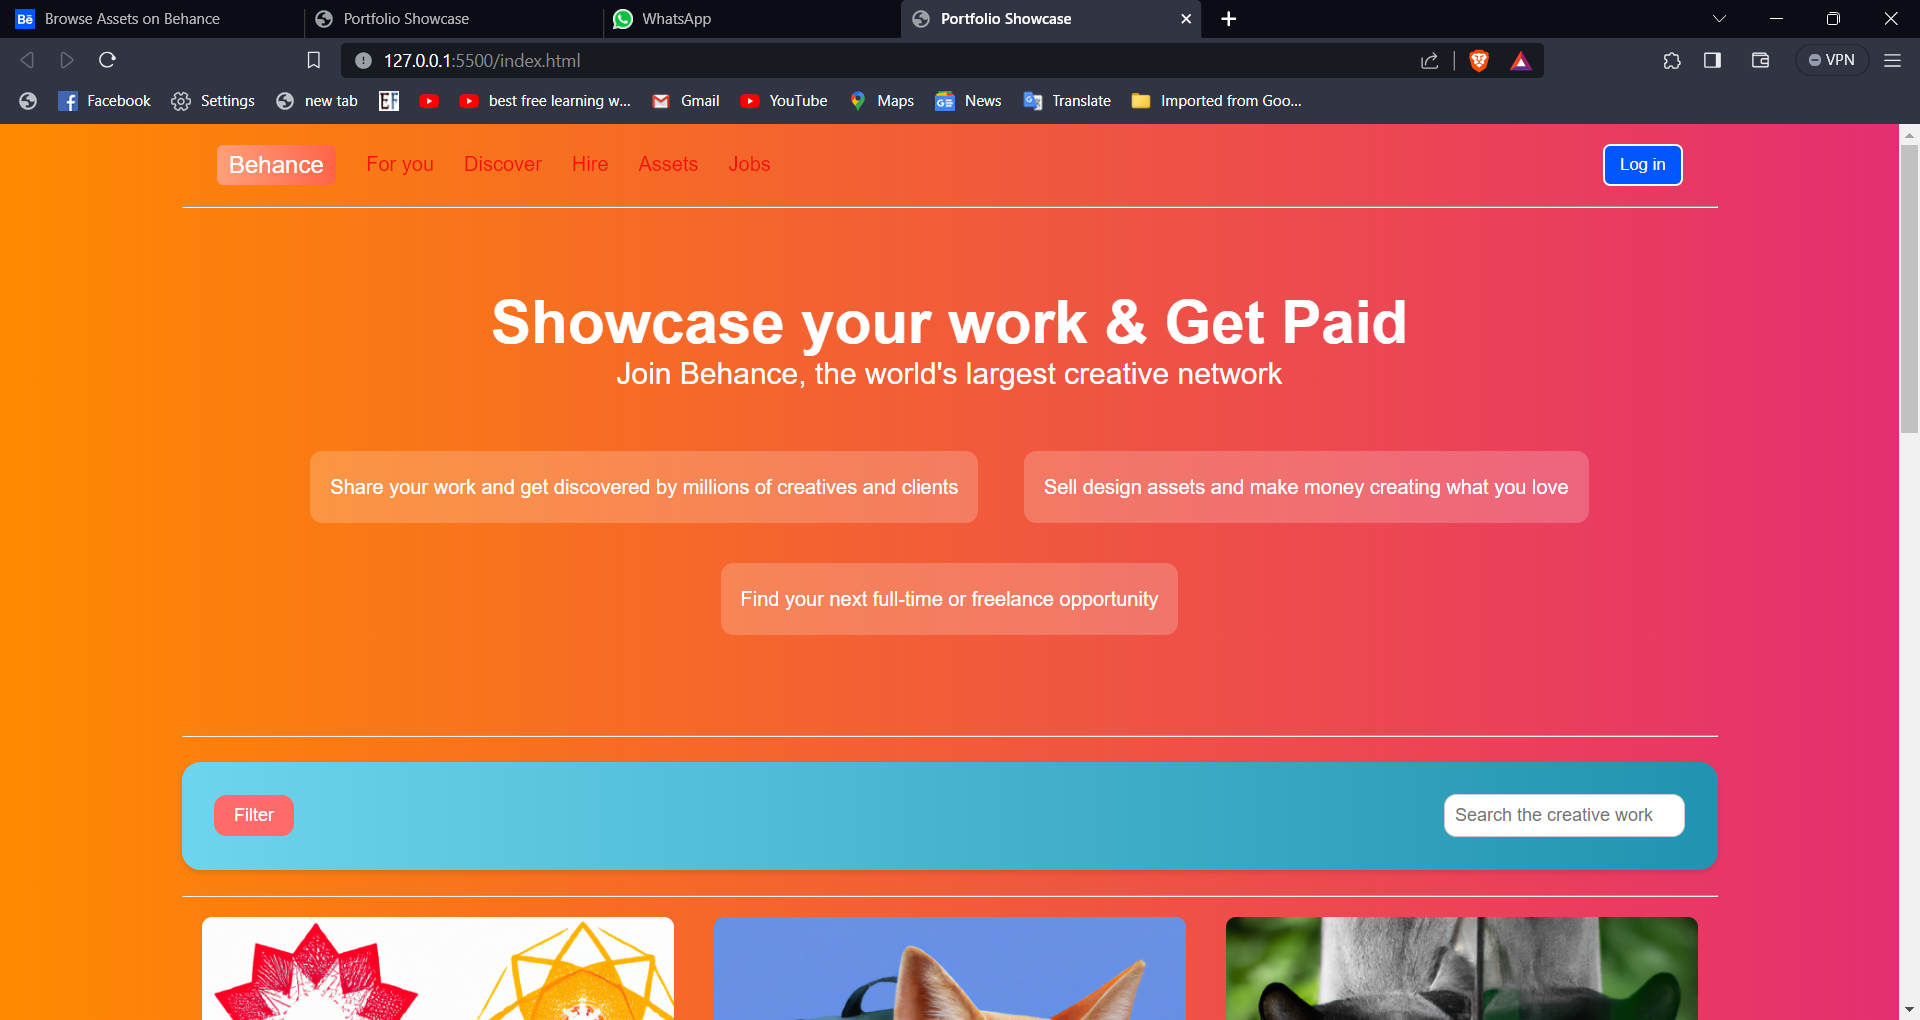 Bē Browse Assets on Behance
Portfolio Showcase
WhatsApp
Portfolio Showcase
127.0.0.1:5500/index.html
VPN
Facebook
Settings
new tab
EF
best free learning w...
Gmail
YouTube
Maps
GE News
Translate
Imported from Goo...
Behance
For you
Discover
Hire
Assets
Jobs
Log in
Showcase your work & Get Paid
Join Behance, the world's largest creative network
Share your work and get discovered by millions of creatives and clients
Sell design assets and make money creating what you love
Find your next full-time or freelance opportunity
Filter
Search the creative work